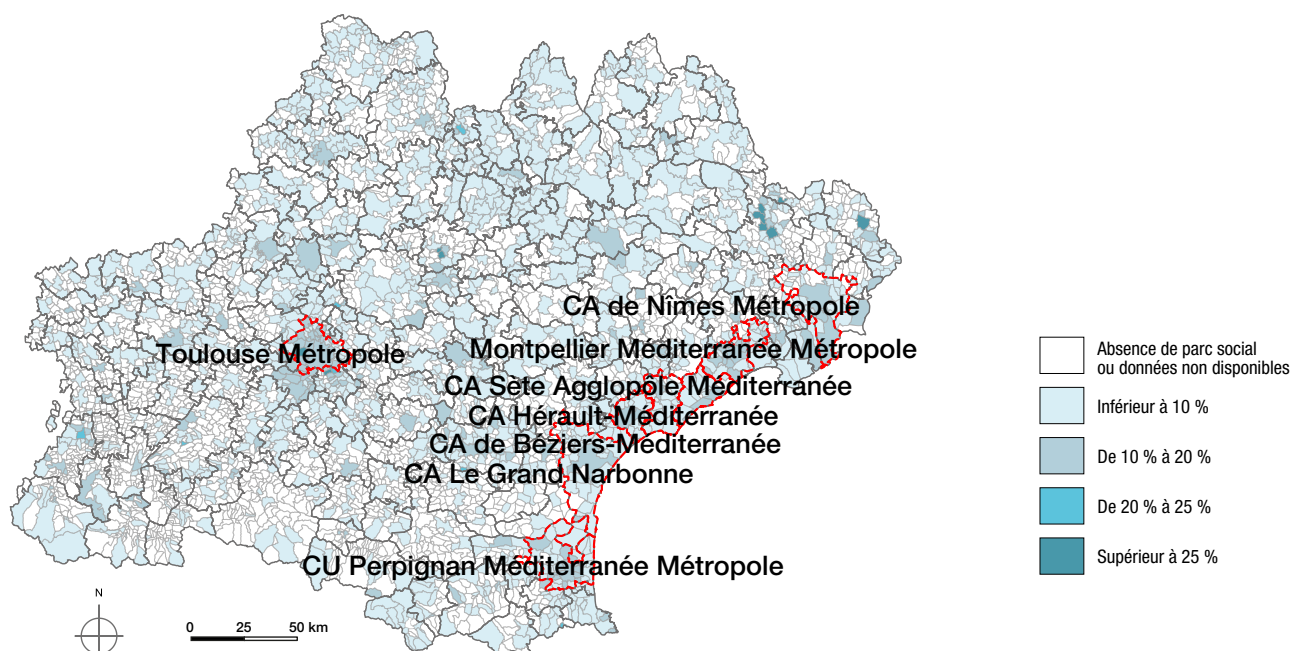 CA de Nîmes Métropole
Toulouse Métropole
Montpellier Méditerranée Métropole
CA Sète Agglopôle Méditerranée
CA Hérault-Méditerranée
CA de Béziers-Méditerranée
CA Le Grand Narbonne
CU Perpignan Méditerranée Métropole
Absence de parc social
ou données non disponibles
Inférieur à 10 %
De 10 % à 20 %
De 20 % à 25 %
Supérieur à 25 %
N
0 25 50 km